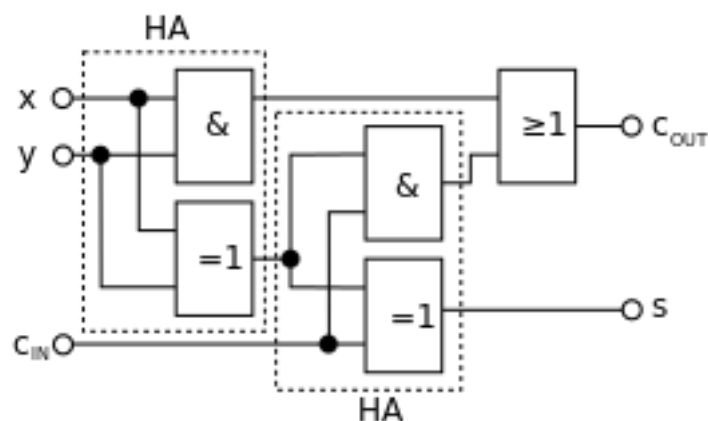 HA
x
&
≥1
c_OUT
y
&
=1
=1
s
c_IN
HA